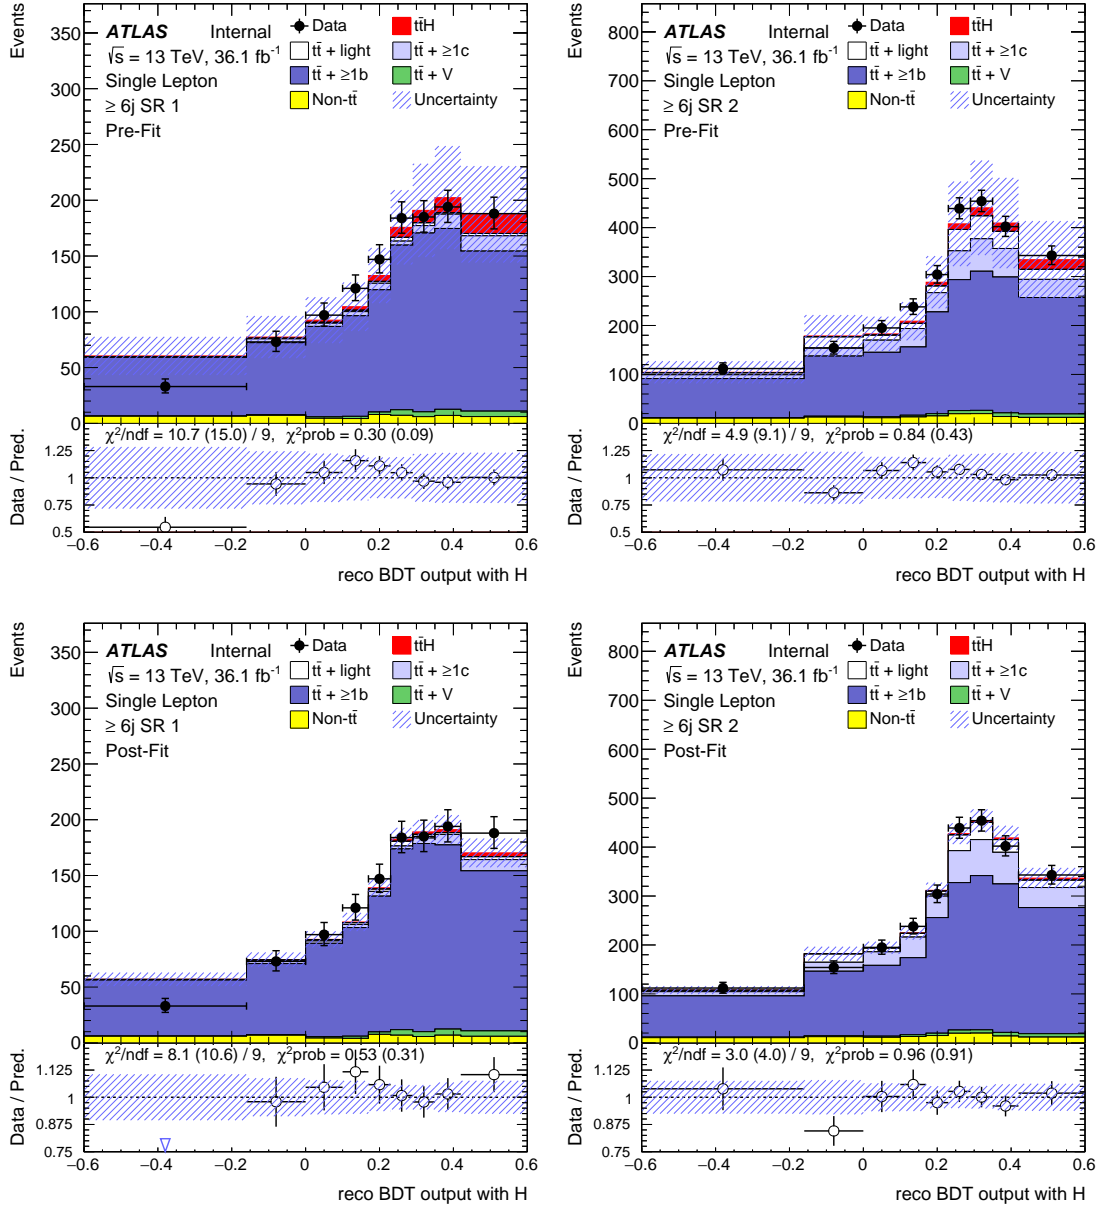 Events
350
300
250
200
150
100
50
0
ATLAS Internal
√s = 13 TeV, 36.1 fb⁻¹
Single Lepton
≥ 6j SR 1
Pre-Fit
Data
tt̄H
tt̄ + light
tt̄ + ≥1c
tt̄ + ≥1b
tt̄ + V
Non-tt̄
Uncertainty
Data / Pred.
1.25
1
0.75
0.5
χ²/ndf = 10.7 (15.0) / 9, χ²prob = 0.30 (0.09)
−0.6 −0.4 −0.2 0 0.2 0.4 0.6
reco BDT output with H
Events
800
700
600
500
400
300
200
100
0
ATLAS Internal
√s = 13 TeV, 36.1 fb⁻¹
Single Lepton
≥ 6j SR 2
Pre-Fit
Data
tt̄H
tt̄ + light
tt̄ + ≥1c
tt̄ + ≥1b
tt̄ + V
Non-tt̄
Uncertainty
Data / Pred.
1.25
1
0.75
0.5
χ²/ndf = 4.9 (9.1) / 9, χ²prob = 0.84 (0.43)
−0.6 −0.4 −0.2 0 0.2 0.4 0.6
reco BDT output with H
Events
350
300
250
200
150
100
50
0
ATLAS Internal
√s = 13 TeV, 36.1 fb⁻¹
Single Lepton
≥ 6j SR 1
Post-Fit
Data
tt̄H
tt̄ + light
tt̄ + ≥1c
tt̄ + ≥1b
tt̄ + V
Non-tt̄
Uncertainty
Data / Pred.
1.125
1
0.875
0.75
χ²/ndf = 8.1 (10.6) / 9, χ²prob = 0.53 (0.31)
−0.6 −0.4 −0.2 0 0.2 0.4 0.6
reco BDT output with H
Events
800
700
600
500
400
300
200
100
0
ATLAS Internal
√s = 13 TeV, 36.1 fb⁻¹
Single Lepton
≥ 6j SR 2
Post-Fit
Data
tt̄H
tt̄ + light
tt̄ + ≥1c
tt̄ + ≥1b
tt̄ + V
Non-tt̄
Uncertainty
Data / Pred.
1.125
1
0.875
0.75
χ²/ndf = 3.0 (4.0) / 9, χ²prob = 0.96 (0.91)
−0.6 −0.4 −0.2 0 0.2 0.4 0.6
reco BDT output with H